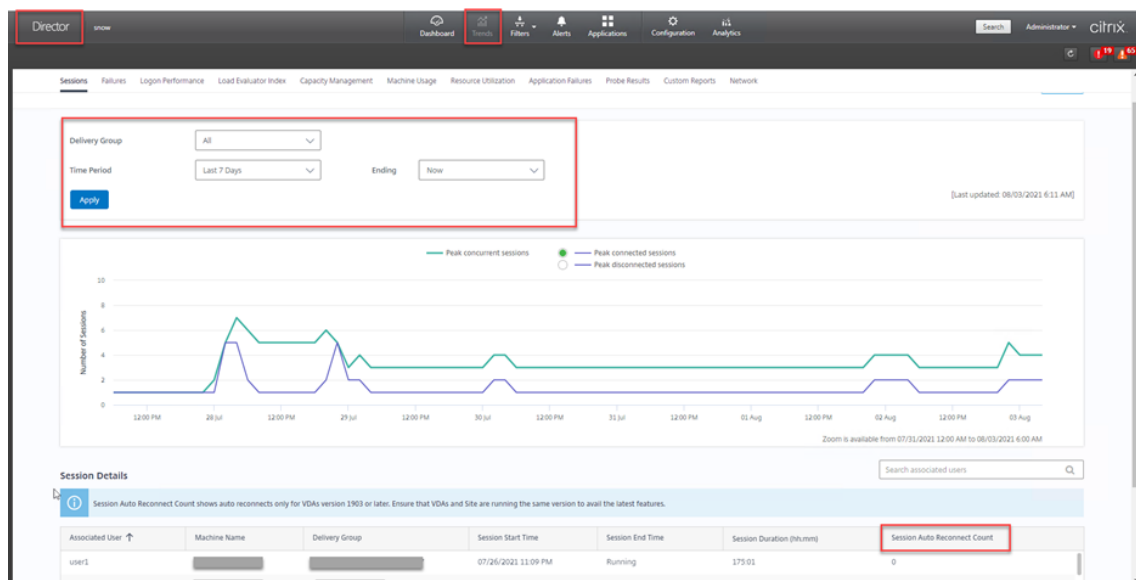 Director snow Dashboard Trends Filters Alerts Applications Configuration Analytics Search Administrator citrix
19 65
Sessions Failures Logon Performance Load Evaluator Index Capacity Management Machine Usage Resource Utilization Application Failures Probe Results Custom Reports Network
Delivery Group All
Time Period Last 7 Days Ending Now
Apply [Last updated: 08/03/2021 6:11 AM]
Peak concurrent sessions Peak connected sessions
Peak disconnected sessions
10
8
6
4
2
0
Number of Sessions
12:00 PM 28 Jul 12:00 PM 29 Jul 12:00 PM 30 Jul 12:00 PM 31 Jul 12:00 PM 01 Aug 12:00 PM 02 Aug 12:00 PM 03 Aug
Zoom is available from 07/31/2021 12:00 AM to 08/03/2021 6:00 AM
Session Details Search associated users
Session Auto Reconnect Count shows auto reconnects only for VDAs version 1903 or later. Ensure that VDAs and Site are running the same version to avail the latest features.
Associated User Machine Name Delivery Group Session Start Time Session End Time Session Duration (hh.mm) Session Auto Reconnect Count
user1 07/26/2021 11:09 PM Running 175:01 0